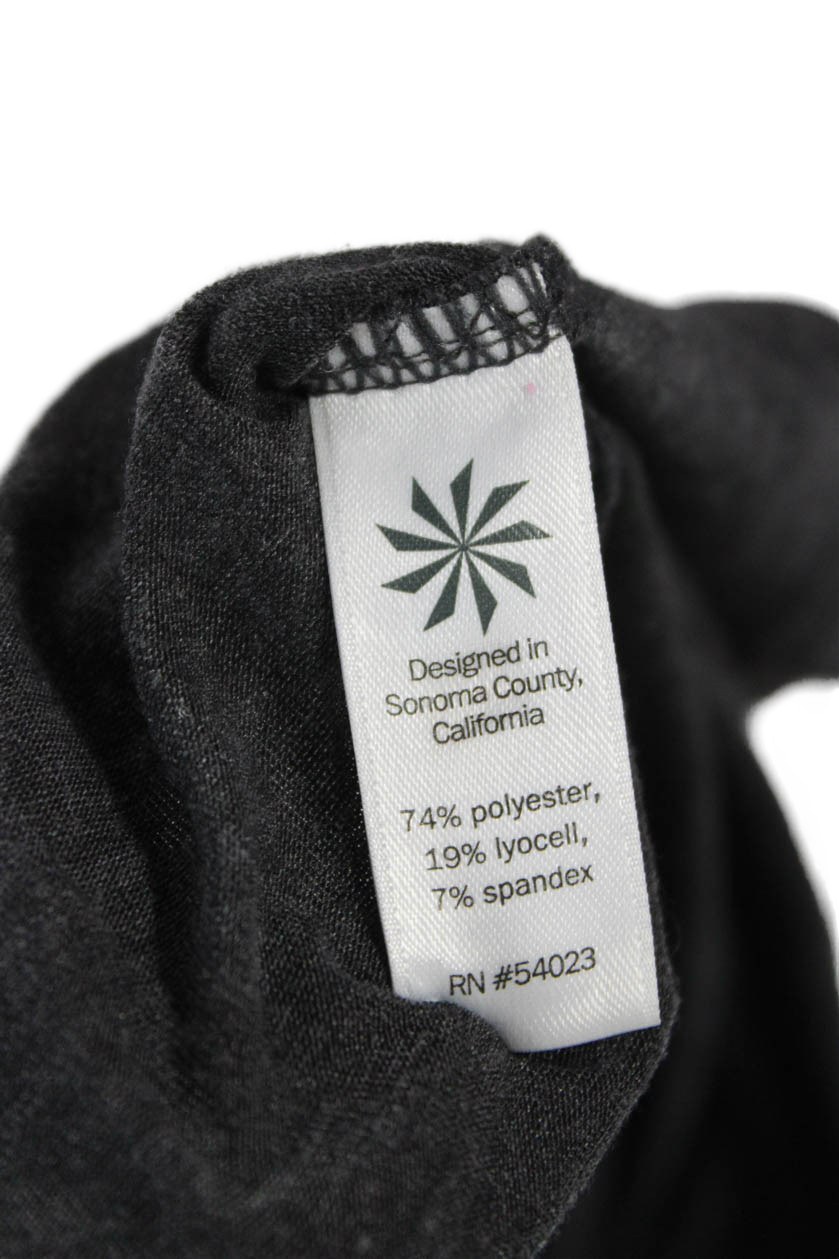 Designed in
Sonoma County,
California
74% polyester,
19% lyocell,
7% spandex
RN #54023